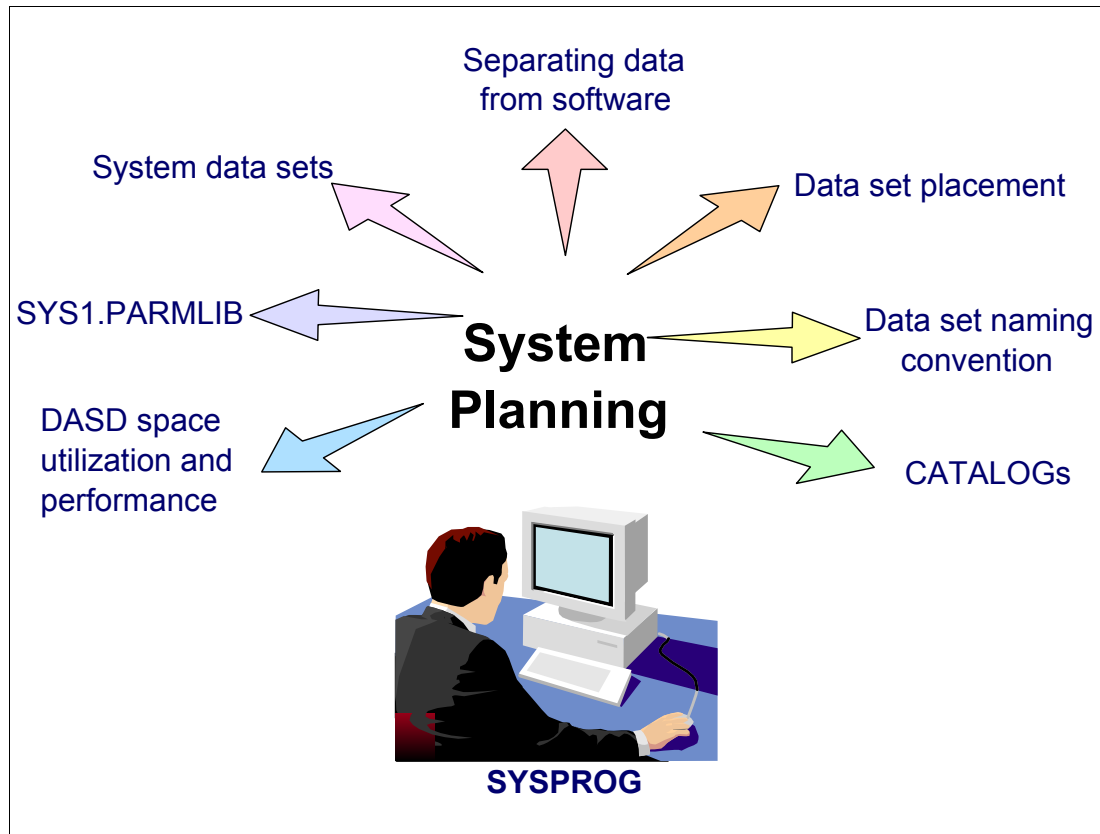 Separating data
from software
System data sets
Data set placement
SYS1.PARMLIB
Data set naming
convention
System
Planning
DASD space
utilization and
performance
CATALOGs
SYSPROG